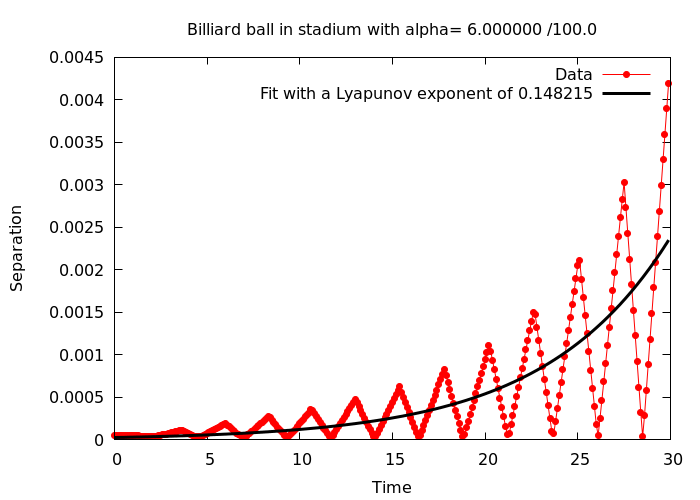 Billiard ball in stadium with alpha= 6.000000 /100.0
Data
Fit with a Lyapunov exponent of 0.148215
0.0045
0.004
0.0035
0.003
0.0025
0.002
0.0015
0.001
0.0005
0
Separation
0 5 10 15 20 25 30
Time